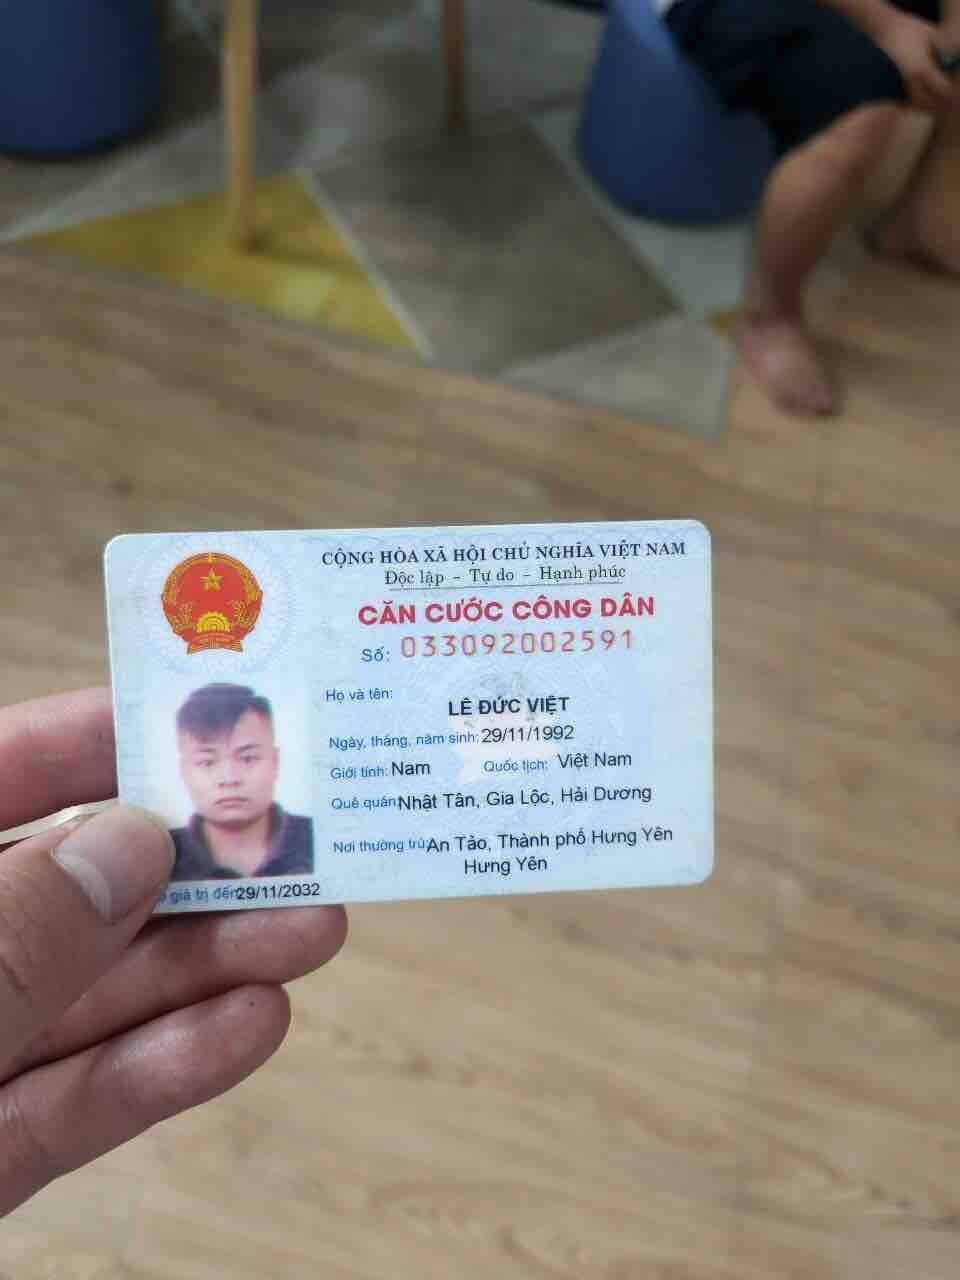 CỘNG HÒA XÃ HỘI CHỦ NGHĨA VIỆT NAM
Độc lập – Tự do – Hạnh phúc
CĂN CƯỚC CÔNG DÂN
Số: 033092002591
Họ và tên:
LÊ ĐỨC VIỆT
Ngày, tháng, năm sinh: 29/11/1992
Giới tính: Nam Quốc tịch: Việt Nam
Quê quán: Nhật Tân, Gia Lộc, Hải Dương
Nơi thường trú: An Tảo, Thành phố Hưng Yên
Hưng Yên
giá trị đến 29/11/2032